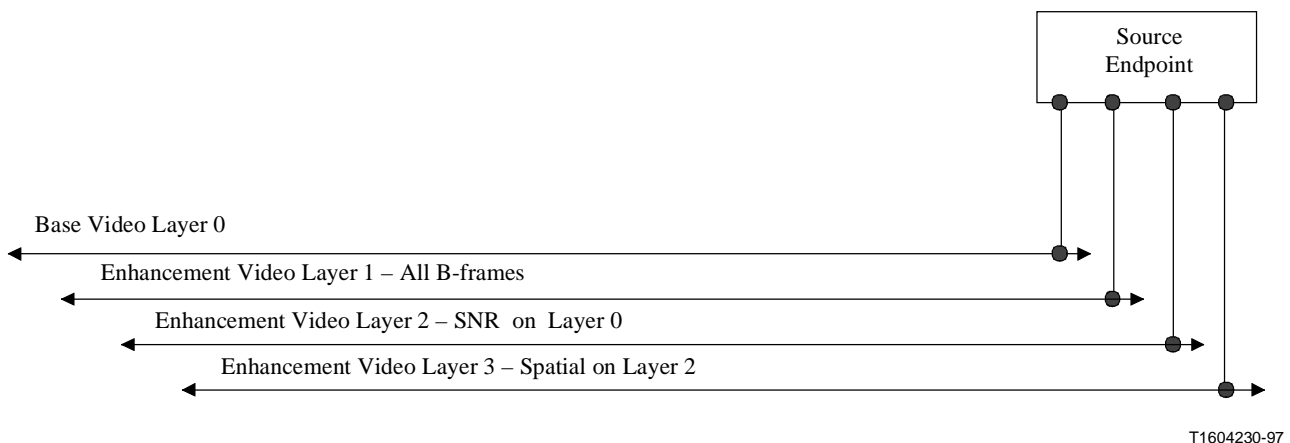 Source
Endpoint
Base Video Layer 0
Enhancement Video Layer 1 – All B-frames
Enhancement Video Layer 2 – SNR on Layer 0
Enhancement Video Layer 3 – Spatial on Layer 2
T1604230-97